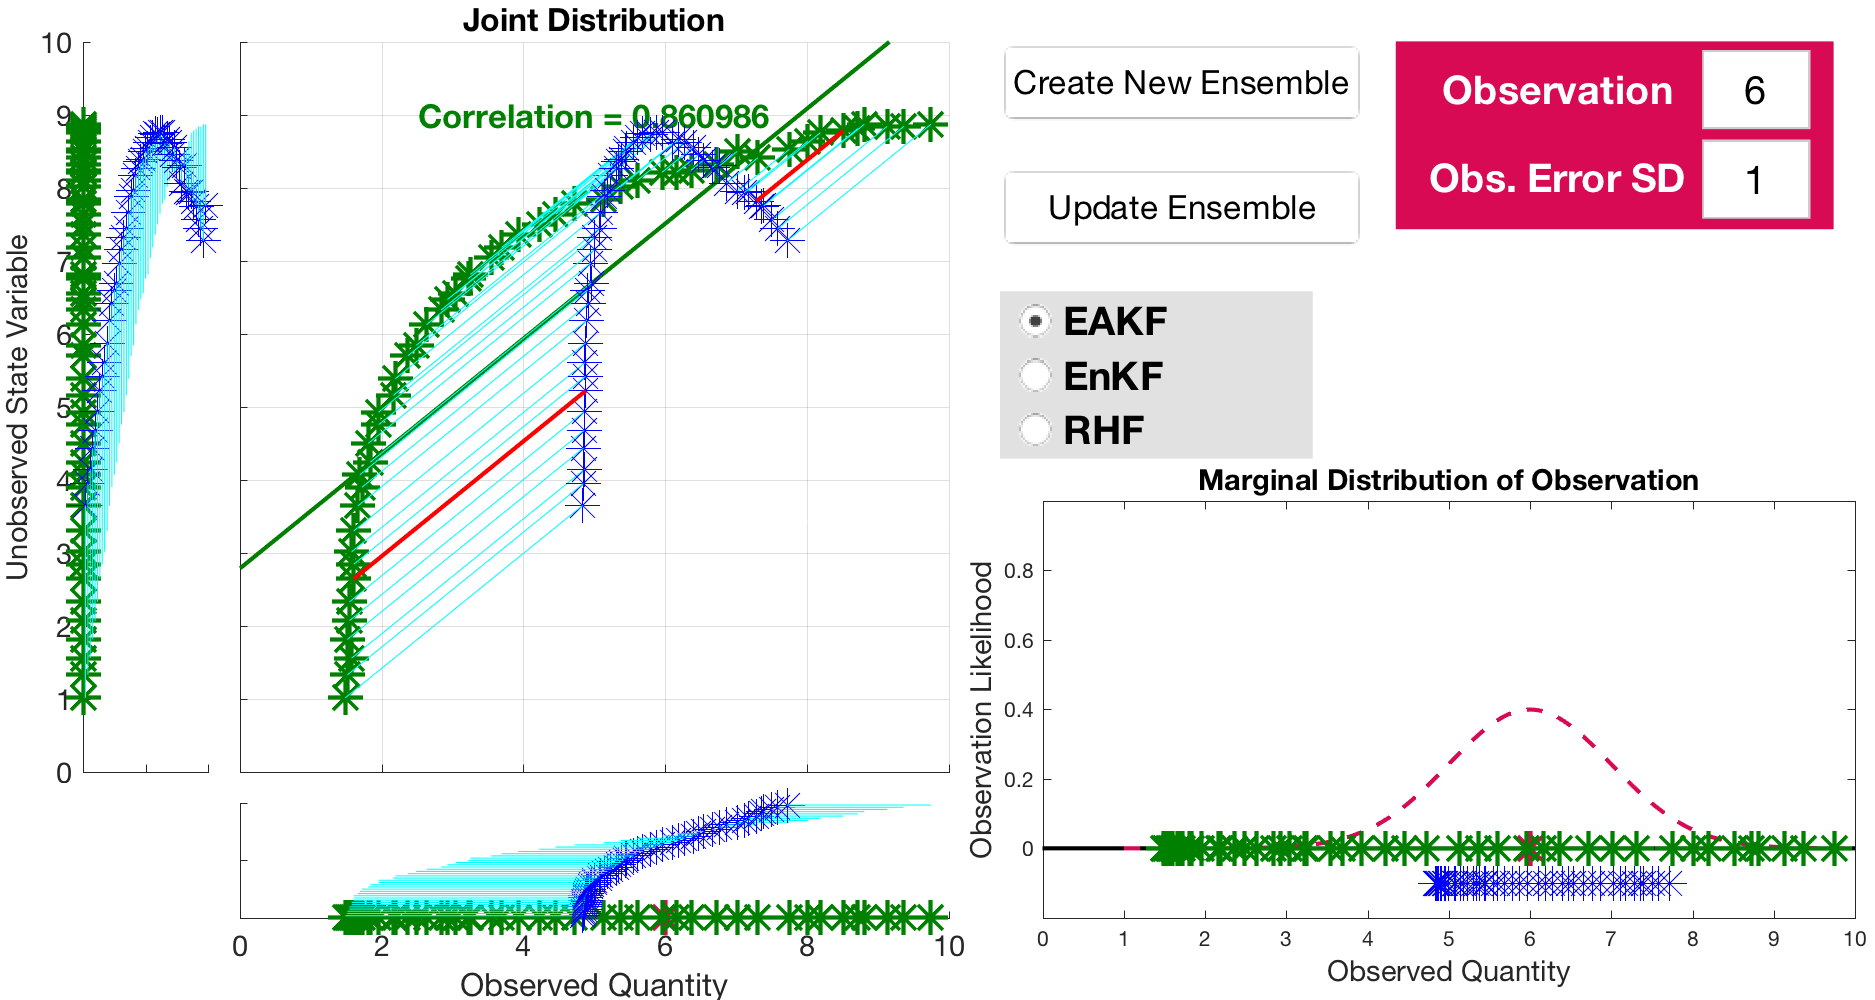 Joint Distribution
10
9
8
7
6
5
4
3
2
1
0
Unobserved State Variable
Correlation = 0.860986
0
2
4
6
8
10
Observed Quantity
Create New Ensemble
Update Ensemble
Observation 6
Obs. Error SD 1
EAKF
EnKF
RHF
Marginal Distribution of Observation
0.8
0.6
0.4
0.2
0
Observation Likelihood
0 1 2 3 4 5 6 7 8 9 10
Observed Quantity